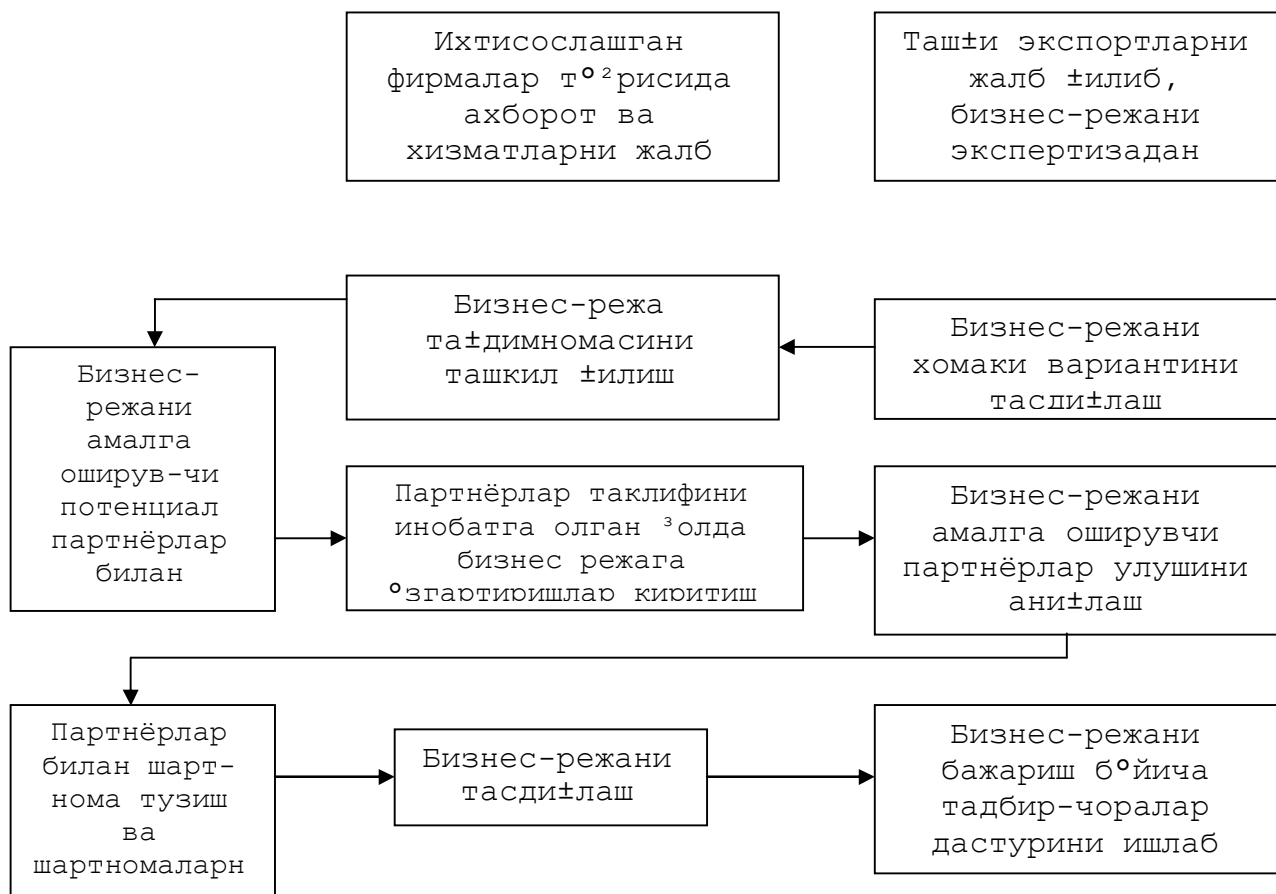 Ихтисослашган
фирмалар тº²рисида
ахборот ва
хизматларни жалб
Таш±и экспортларни
жалб ±илиб,
бизнес-режани
экспертизадан
Бизнес-режа
та±димномасини
ташкил ±илиш
Бизнес-режани
хомаки вариантини
тасди±лаш
Бизнес-
режани
амалга
оширув-чи
потенциал
партнёрлар
билан
Партнёрлар таклифини
инобатга олган ³олда
бизнес режага
ºзгартиришлар киритиш
Бизнес-режани
амалга оширувчи
партнёрлар улушини
ани±лаш
Партнёрлар
билан шарт-
нома тузиш
ва
шартномаларн
Бизнес-режани
тасди±лаш
Бизнес-режани
бажариш бºйича
тадбир-чоралар
дастурини ишлаб